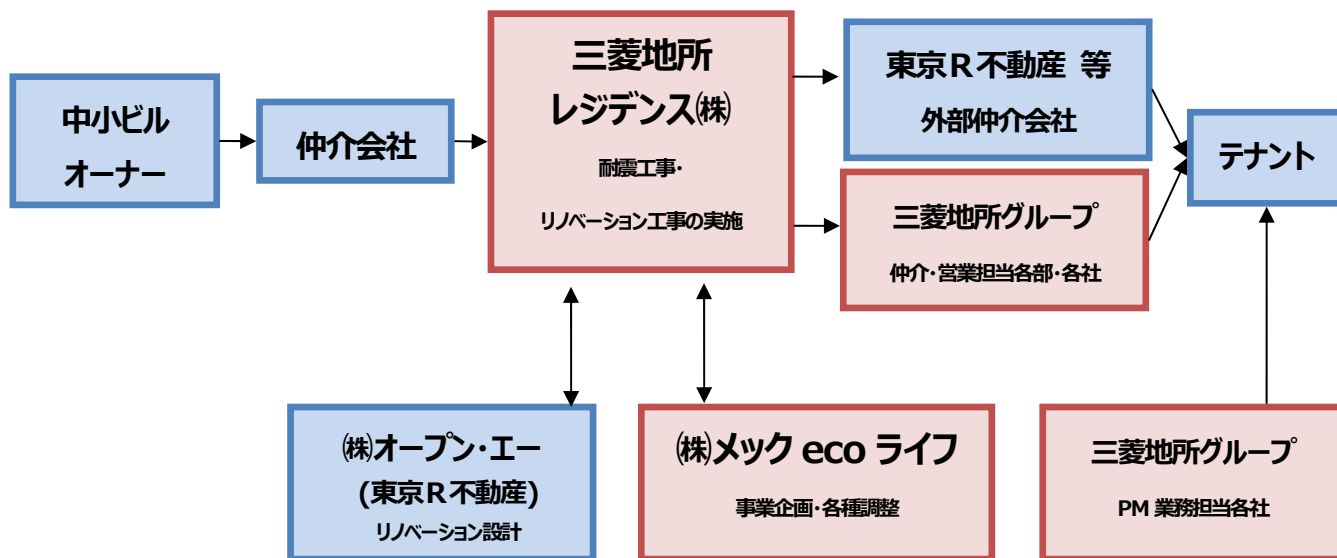 中小ビル
オーナー
仲介会社
三菱地所
レジデンス㈱
耐震工事・
リノベーション工事の実施
東京R不動産 等
外部仲介会社
三菱地所グループ
仲介・営業担当各部・各社
テナント
㈱オープン・エー
(東京R不動産)
リノベーション設計
㈱メック eco ライフ
事業企画・各種調整
三菱地所グループ
PM 業務担当各社